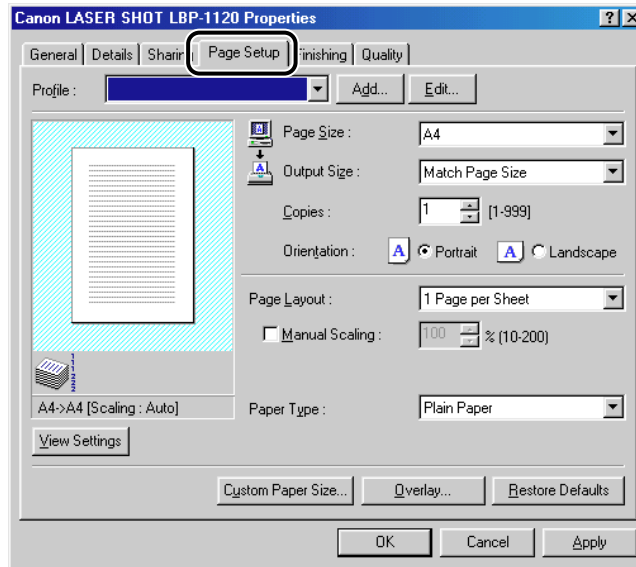 Canon LASER SHOT LBP-1120 Properties
General Details Sharing Page Setup Finishing Quality
Profile : Add... Edit...
Page Size : A4
Output Size : Match Page Size
Copies : 1 [1-999]
Orientation : A Portrait A Landscape
Page Layout : 1 Page per Sheet
Manual Scaling : 100 % (10-200)
A4->A4 [Scaling : Auto]
Paper Type : Plain Paper
View Settings
Custom Paper Size... Overlay... Restore Defaults
OK Cancel Apply